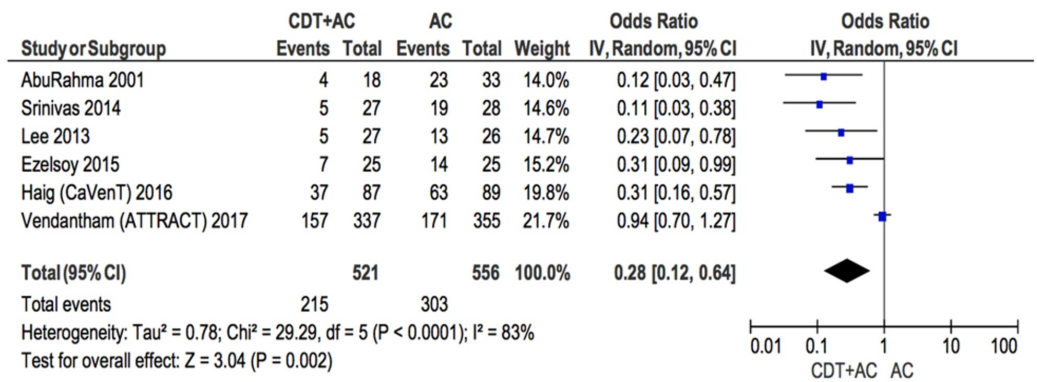 CDT+AC AC Odds Ratio Odds Ratio
Study or Subgroup Events Total Events Total Weight IV, Random, 95% CI IV, Random, 95% CI
AbuRahma 2001 4 18 23 33 14.0% 0.12 [0.03, 0.47]
Srinivas 2014 5 27 19 28 14.6% 0.11 [0.03, 0.38]
Lee 2013 5 27 13 26 14.7% 0.23 [0.07, 0.78]
Ezelsoy 2015 7 25 14 25 15.2% 0.31 [0.09, 0.99]
Haig (CaVenT) 2016 37 87 63 89 19.8% 0.31 [0.16, 0.57]
Vendantham (ATTRACT) 2017 157 337 171 355 21.7% 0.94 [0.70, 1.27]
Total (95% CI) 521 556 100.0% 0.28 [0.12, 0.64]
Total events 215 303
Heterogeneity: Tau² = 0.78; Chi² = 29.29, df = 5 (P < 0.0001); I² = 83%
Test for overall effect: Z = 3.04 (P = 0.002)
0.01 0.1 1 10 100
CDT+AC AC